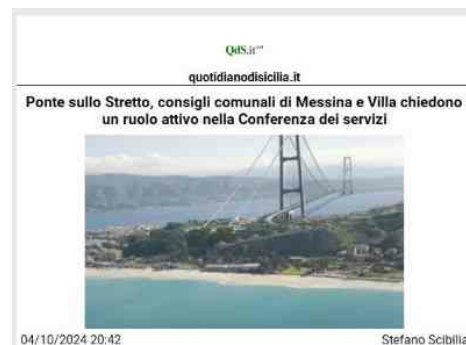 QdS.it
quotidianodisicilia.it
Ponte sullo Stretto, consigli comunali di Messina e Villa chiedono
un ruolo attivo nella Conferenza dei servizi
04/10/2024 20:42
Stefano Scibilia